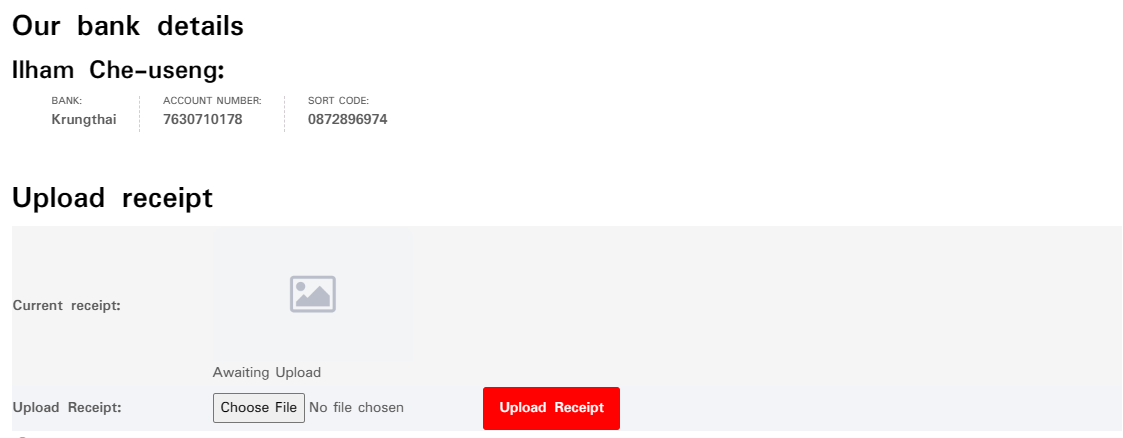 Our bank details
Ilham Che-useng:
BANK: ACCOUNT NUMBER: SORT CODE:
Krungthai 7630710178 0872896974
Upload receipt
Current receipt:
Awaiting Upload
Upload Receipt: Choose File No file chosen Upload Receipt